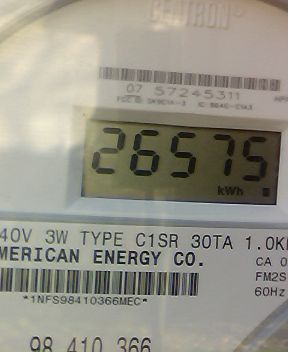 CENTRON®
07 57245311
26575
kWh
40V 3W TYPE C1SR 30TA 1.0K
MERICAN ENERGY CO.
CA 0
FM2S
60Hz
*1NFS98410366MEC*
98 410 366